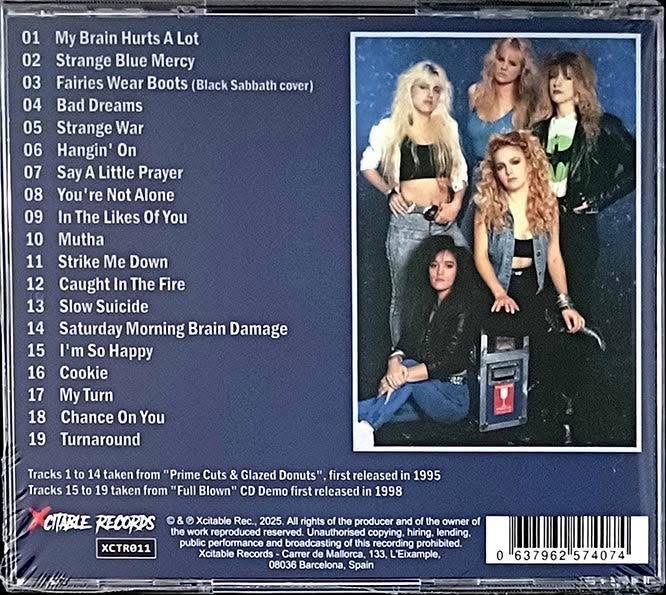 01 My Brain Hurts A Lot
02 Strange Blue Mercy
03 Fairies Wear Boots (Black Sabbath cover)
04 Bad Dreams
05 Strange War
06 Hangin' On
07 Say A Little Prayer
08 You're Not Alone
09 In The Likes Of You
10 Mutha
11 Strike Me Down
12 Caught In The Fire
13 Slow Suicide
14 Saturday Morning Brain Damage
15 I'm So Happy
16 Cookie
17 My Turn
18 Chance On You
19 Turnaround
Tracks 1 to 14 taken from "Prime Cuts & Glazed Donuts", first released in 1995
Tracks 15 to 19 taken from "Full Blown" CD Demo first released in 1998
XCITABLE RECORDS
XCTR011
© & ℗ Xcitable Rec., 2025. All rights of the producer and of the owner of
the work reproduced reserved. Unauthorised copying, hiring, lending,
public performance and broadcasting of this recording prohibited.
Xcitable Records - Carrer de Mallorca, 133, L'Eixample,
08036 Barcelona, Spain
0 637962 574074